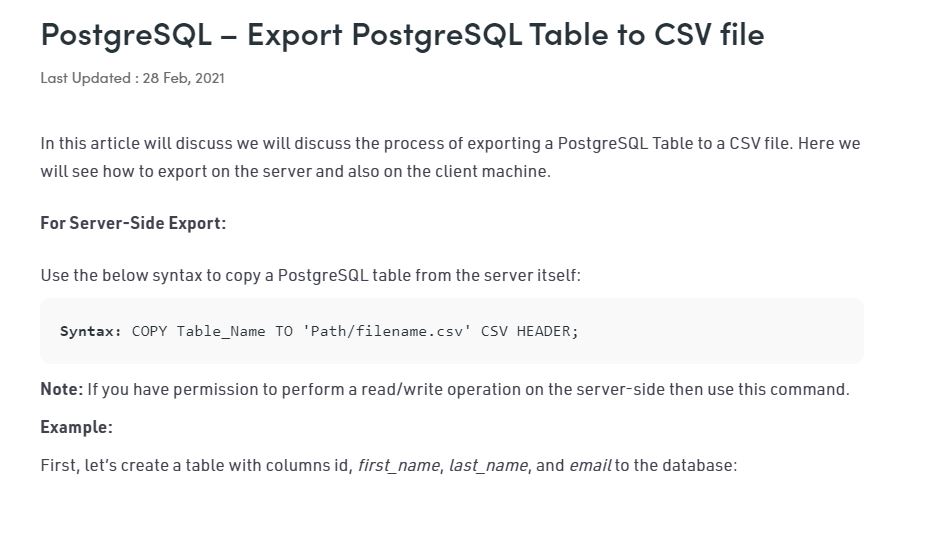 PostgreSQL – Export PostgreSQL Table to CSV file
Last Updated : 28 Feb, 2021
In this article will discuss we will discuss the process of exporting a PostgreSQL Table to a CSV file. Here we
will see how to export on the server and also on the client machine.
For Server-Side Export:
Use the below syntax to copy a PostgreSQL table from the server itself:
Syntax: COPY Table_Name TO 'Path/filename.csv' CSV HEADER;
Note: If you have permission to perform a read/write operation on the server-side then use this command.
Example:
First, let’s create a table with columns id, first_name, last_name, and email to the database: